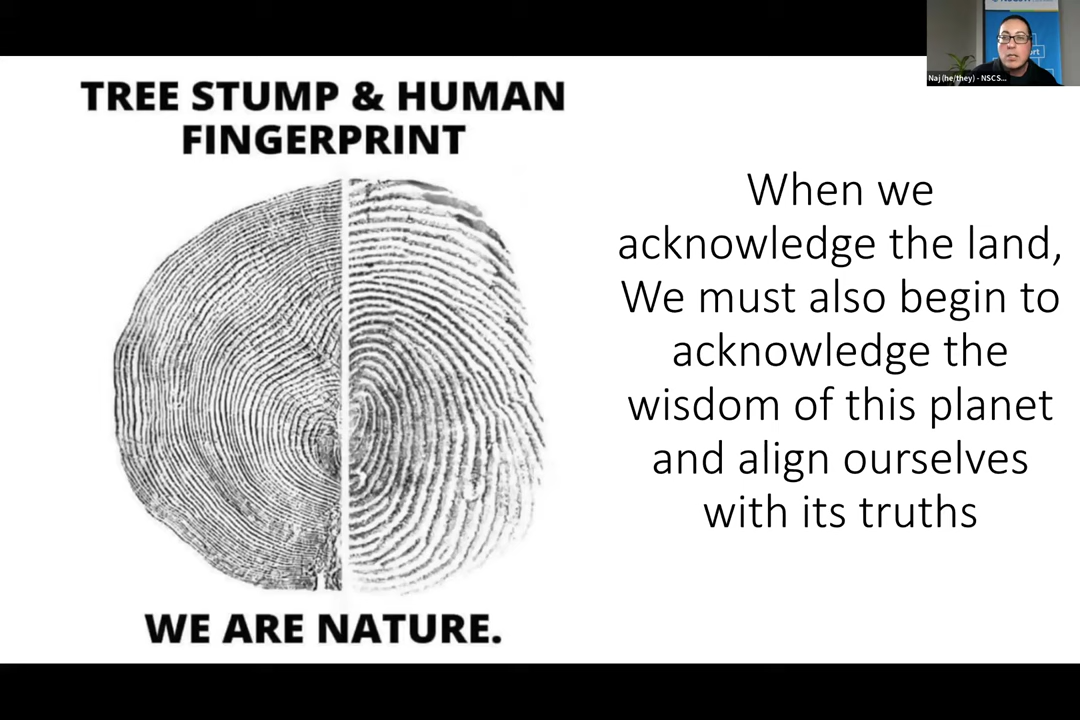 TREE STUMP & HUMAN
FINGERPRINT
WE ARE NATURE.
When we
acknowledge the land,
We must also begin to
acknowledge the
wisdom of this planet
and align ourselves
with its truths
Naj (he/they) - NSCS...